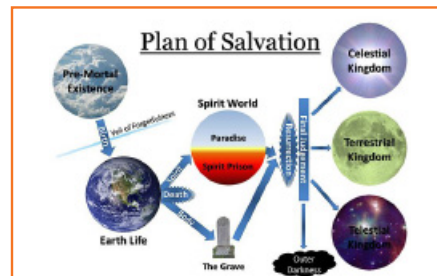 Plan of Salvation
Pre-Mortal
Existence
Veil of Forgetfulness
Birth
Earth Life
Spirit
Death
Body
Spirit World
Paradise
Spirit Prison
The Grave
Resurrection
Final Judgement
Celestial
Kingdom
Terrestrial
Kingdom
Telestial
Kingdom
Outer
Darkness